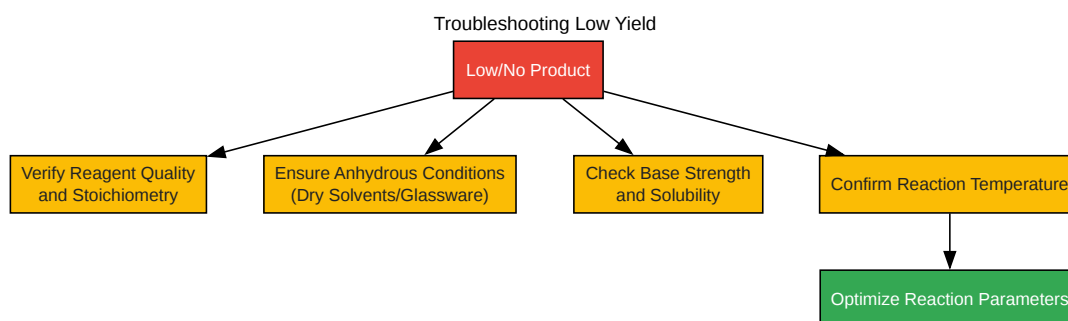 Troubleshooting Low Yield
Low/No Product
Verify Reagent Quality
and Stoichiometry
Ensure Anhydrous Conditions
(Dry Solvents/Glassware)
Check Base Strength
and Solubility
Confirm Reaction Temperature
Optimize Reaction Parameters